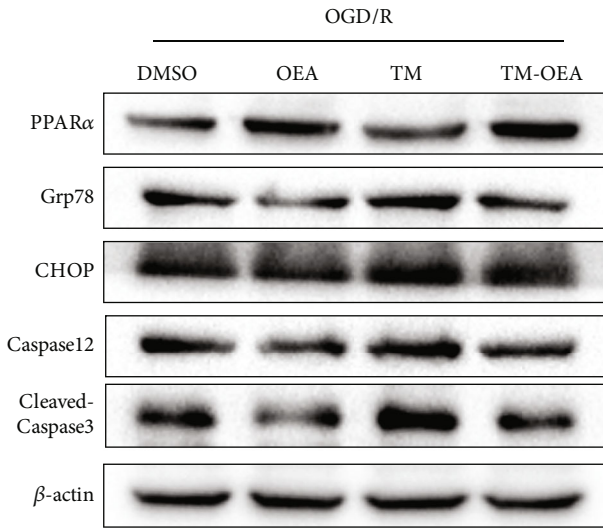 OGD/R
DMSO OEA TM TM-OEA
PPARα
Grp78
CHOP
Caspase12
Cleaved-
Caspase3
β-actin